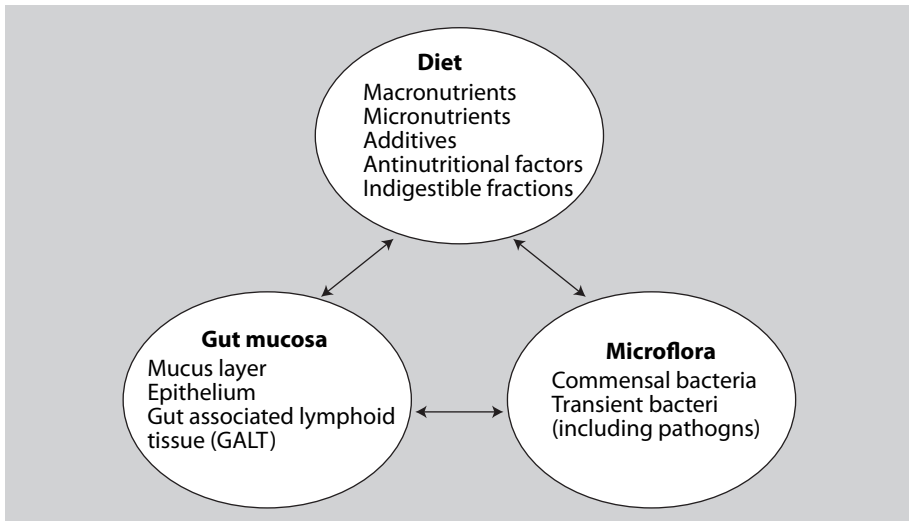 Diet
Macronutrients
Micronutrients
Additives
Antinutritional factors
Indigestible fractions
Gut mucosa
Mucus layer
Epithelium
Gut associated lymphoid
tissue (GALT)
Microflora
Commensal bacteria
Transient bacteri
(including pathogns)